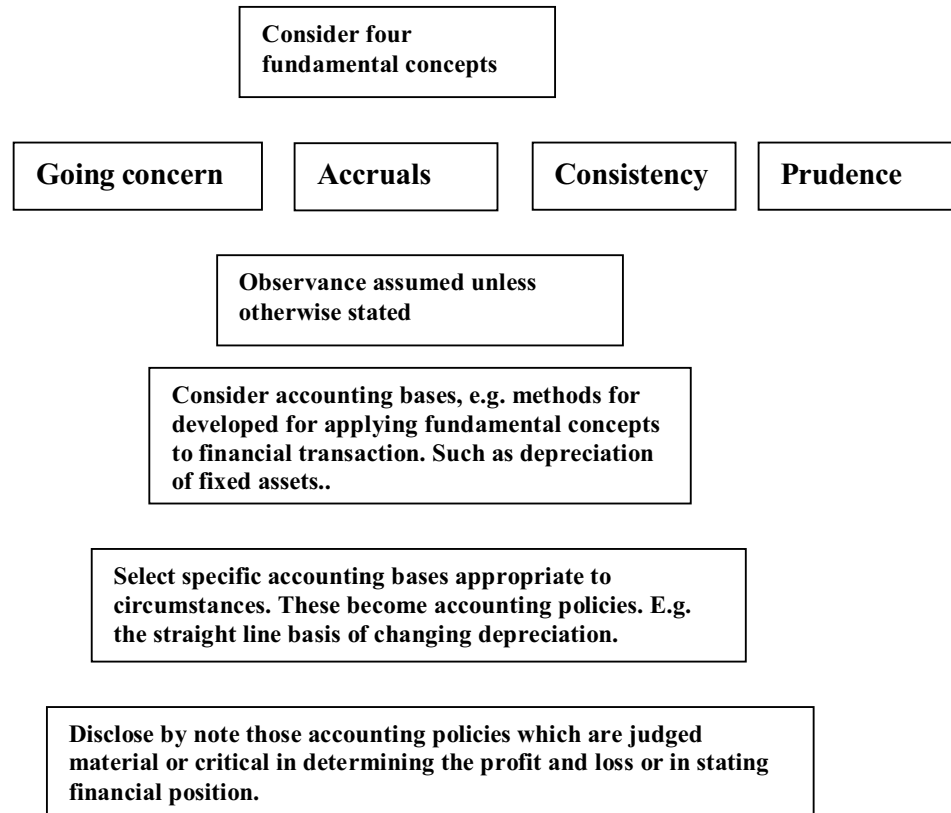 Consider four
fundamental concepts
Going concern
Accruals
Consistency
Prudence
Observance assumed unless
otherwise stated
Consider accounting bases, e.g. methods for
developed for applying fundamental concepts
to financial transaction. Such as depreciation
of fixed assets..
Select specific accounting bases appropriate to
circumstances. These become accounting policies. E.g.
the straight line basis of changing depreciation.
Disclose by note those accounting policies which are judged
material or critical in determining the profit and loss or in stating
financial position.